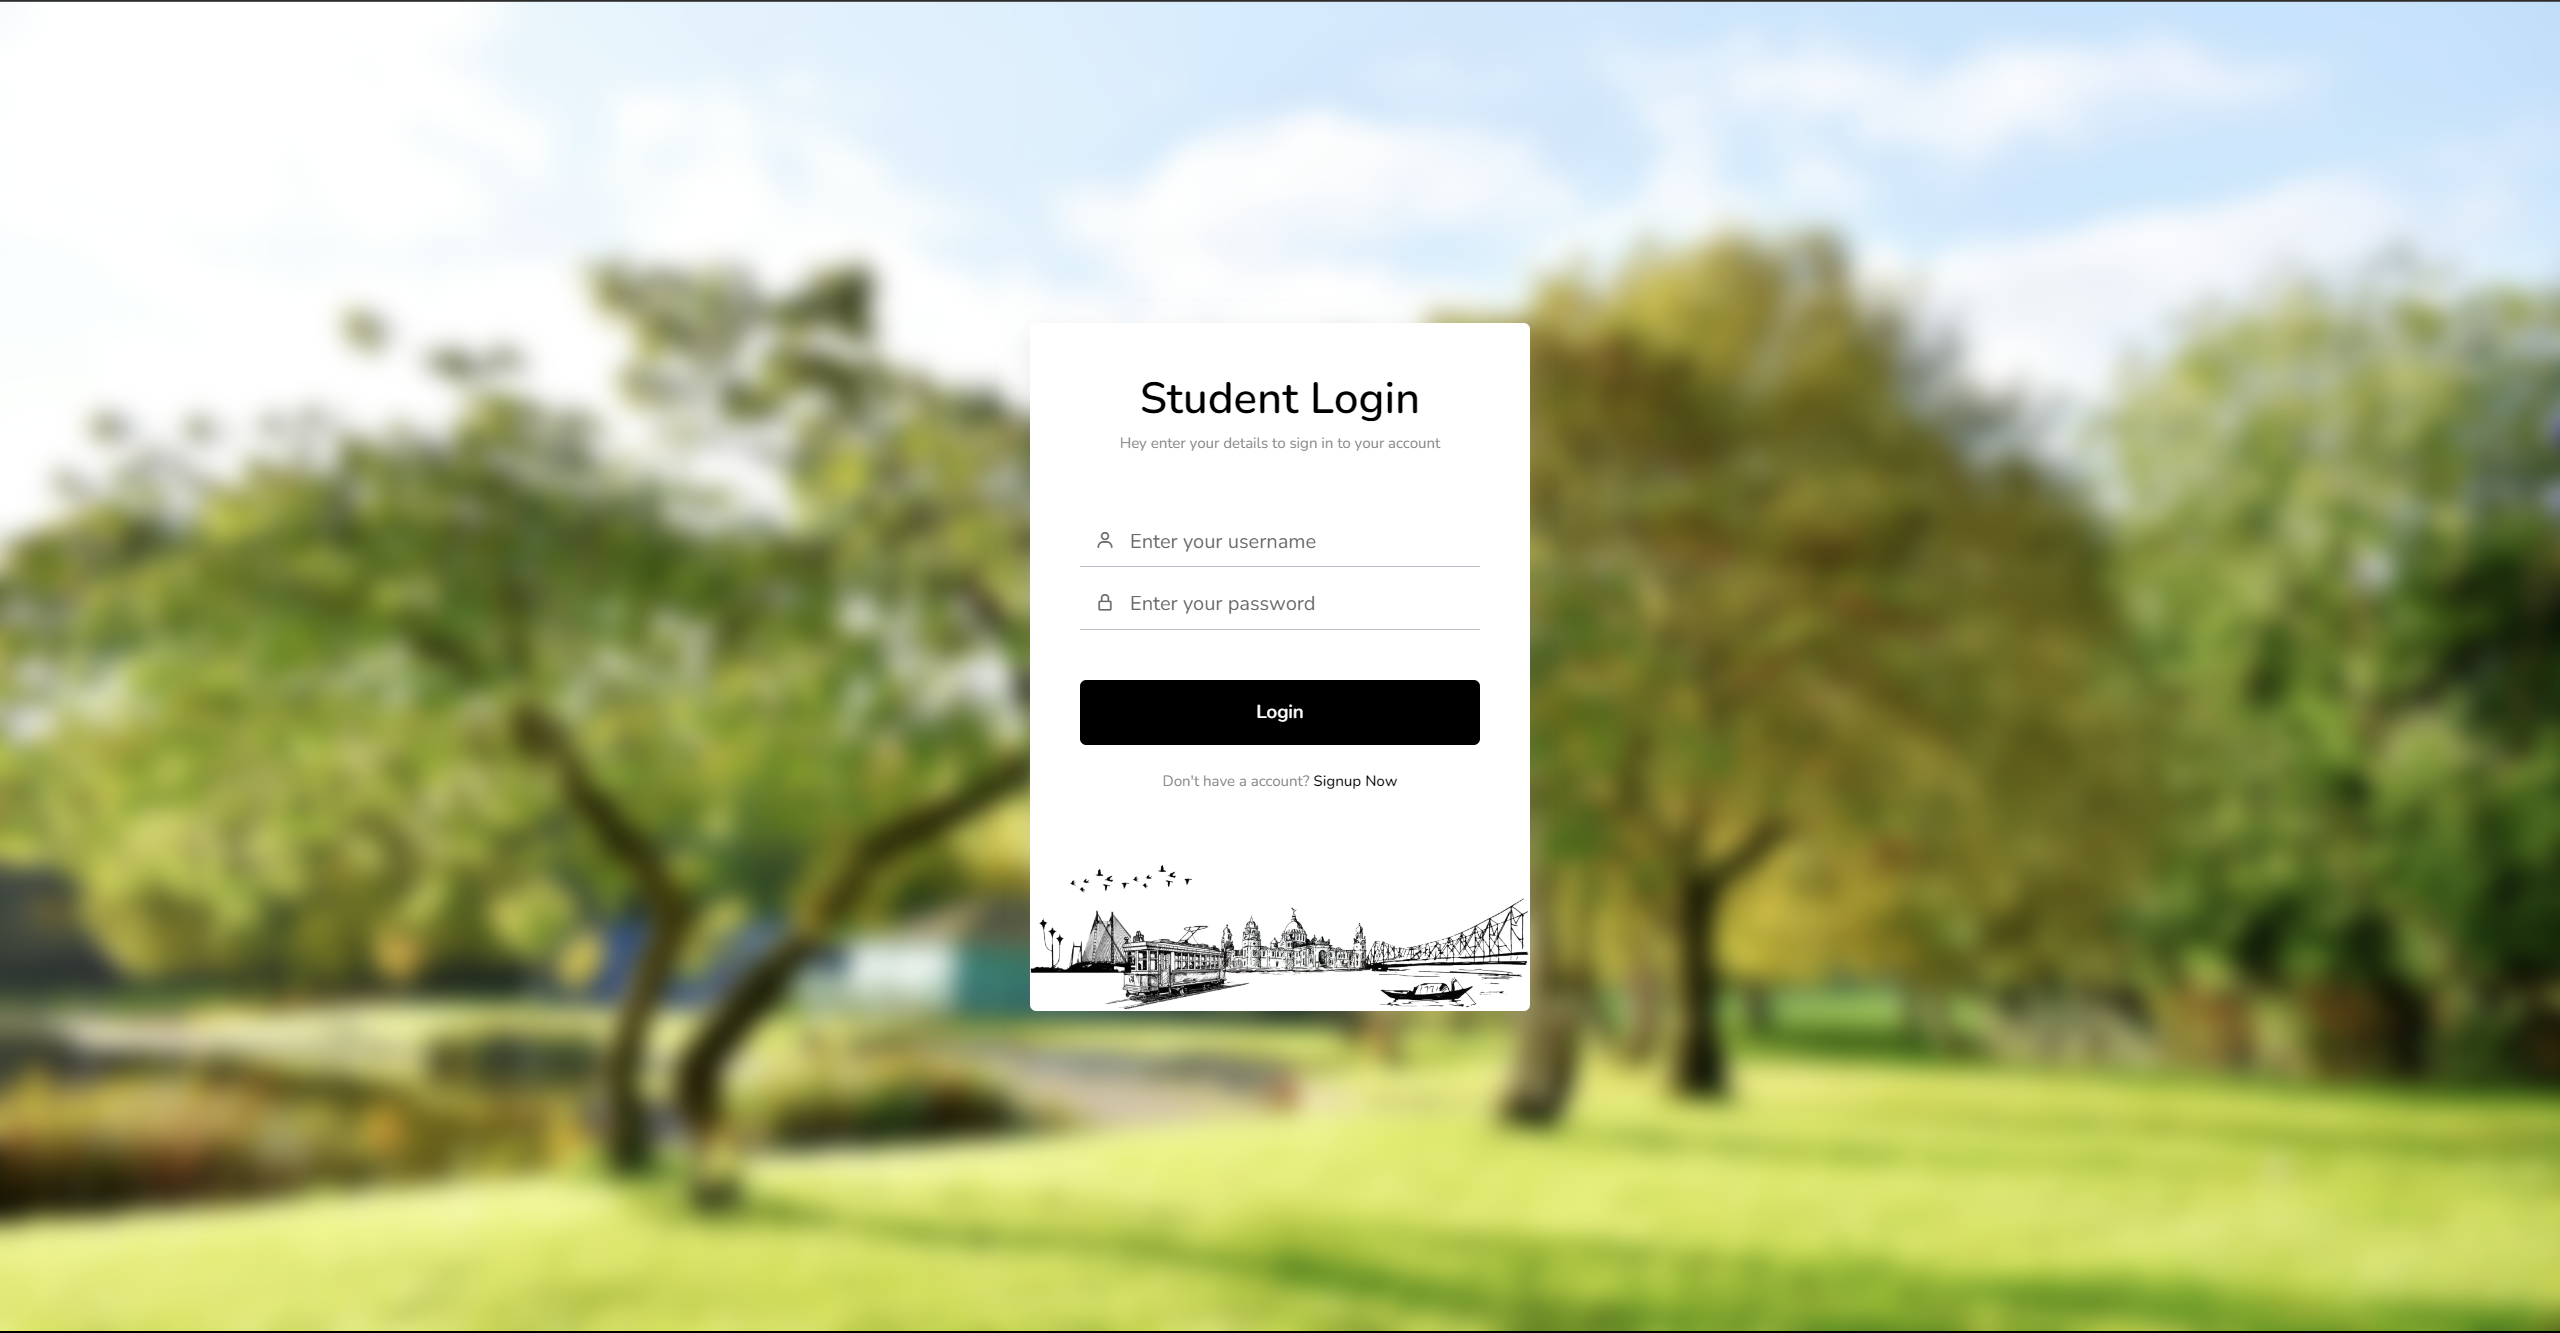 Student Login
Hey enter your details to sign in to your account
Enter your username
Enter your password
Login
Don't have a account? Signup Now